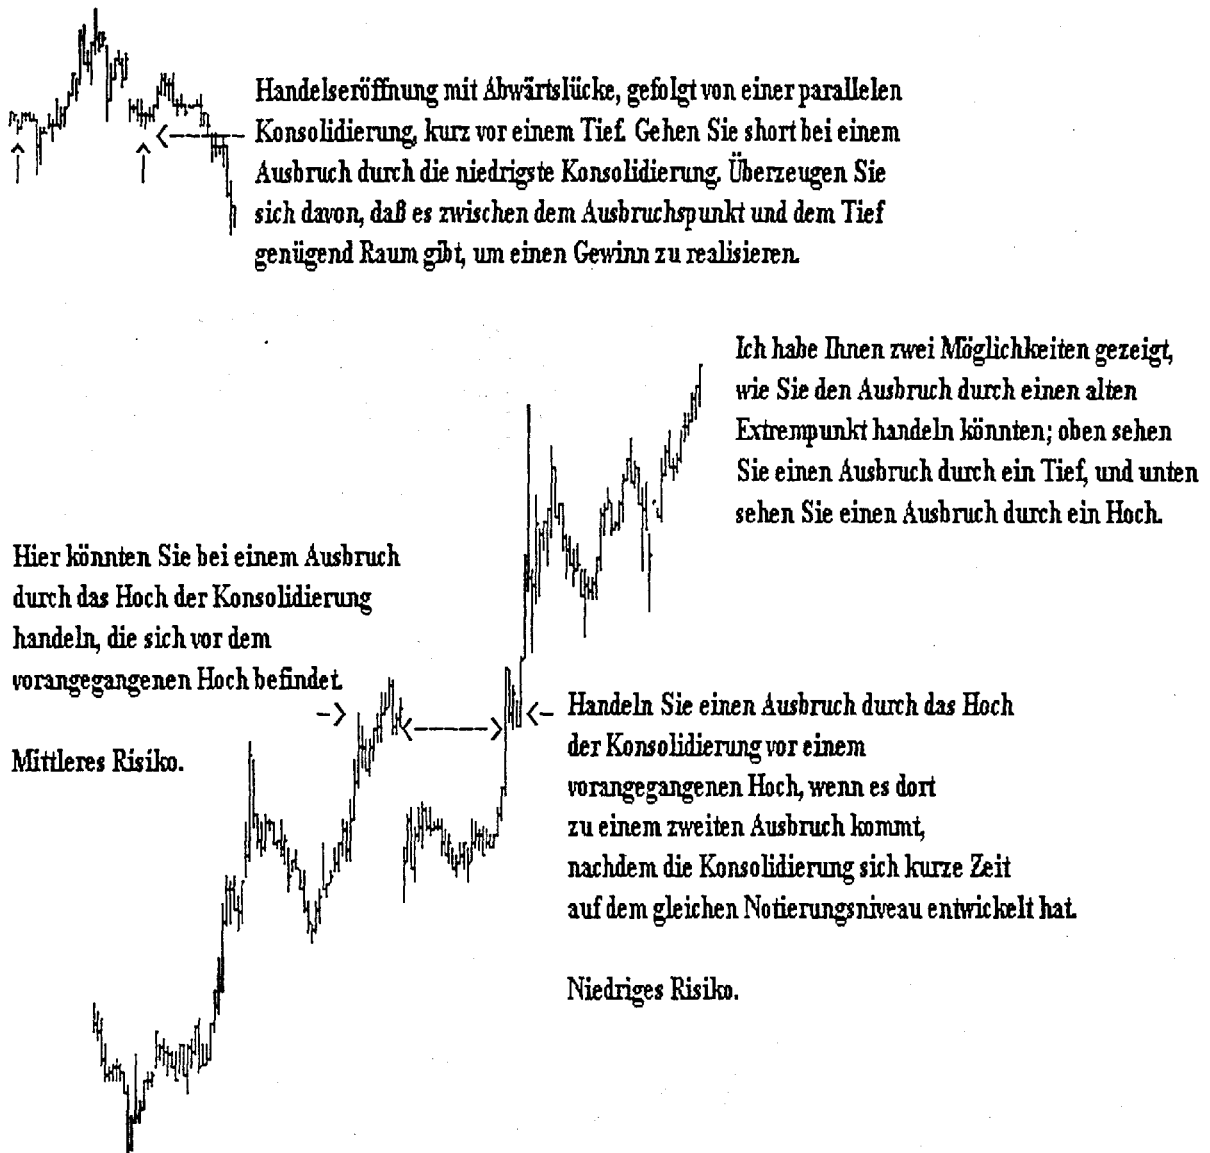 Handelseröffnung mit Abwärtslücke, gefolgt von einer parallelen
Konsolidierung, kurz vor einem Tief. Gehen Sie short bei einem
Ausbruch durch die niedrigste Konsolidierung. Überzeugen Sie
sich davon, daß es zwischen dem Ausbruchspunkt und dem Tief
genügend Raum gibt, um einen Gewinn zu realisieren.
Ich habe Ihnen zwei Möglichkeiten gezeigt,
wie Sie den Ausbruch durch einen alten
Extrempunkt handeln könnten; oben sehen
Sie einen Ausbruch durch ein Tief, und unten
sehen Sie einen Ausbruch durch ein Hoch.
Hier könnten Sie bei einem Ausbruch
durch das Hoch der Konsolidierung
handeln, die sich vor dem
vorangegangenen Hoch befindet.
Mittleres Risiko.
Handeln Sie einen Ausbruch durch das Hoch
der Konsolidierung vor einem
vorangegangenen Hoch, wenn es dort
zu einem zweiten Ausbruch kommt,
nachdem die Konsolidierung sich kurze Zeit
auf dem gleichen Notierungsniveau entwickelt hat.
Niedriges Risiko.